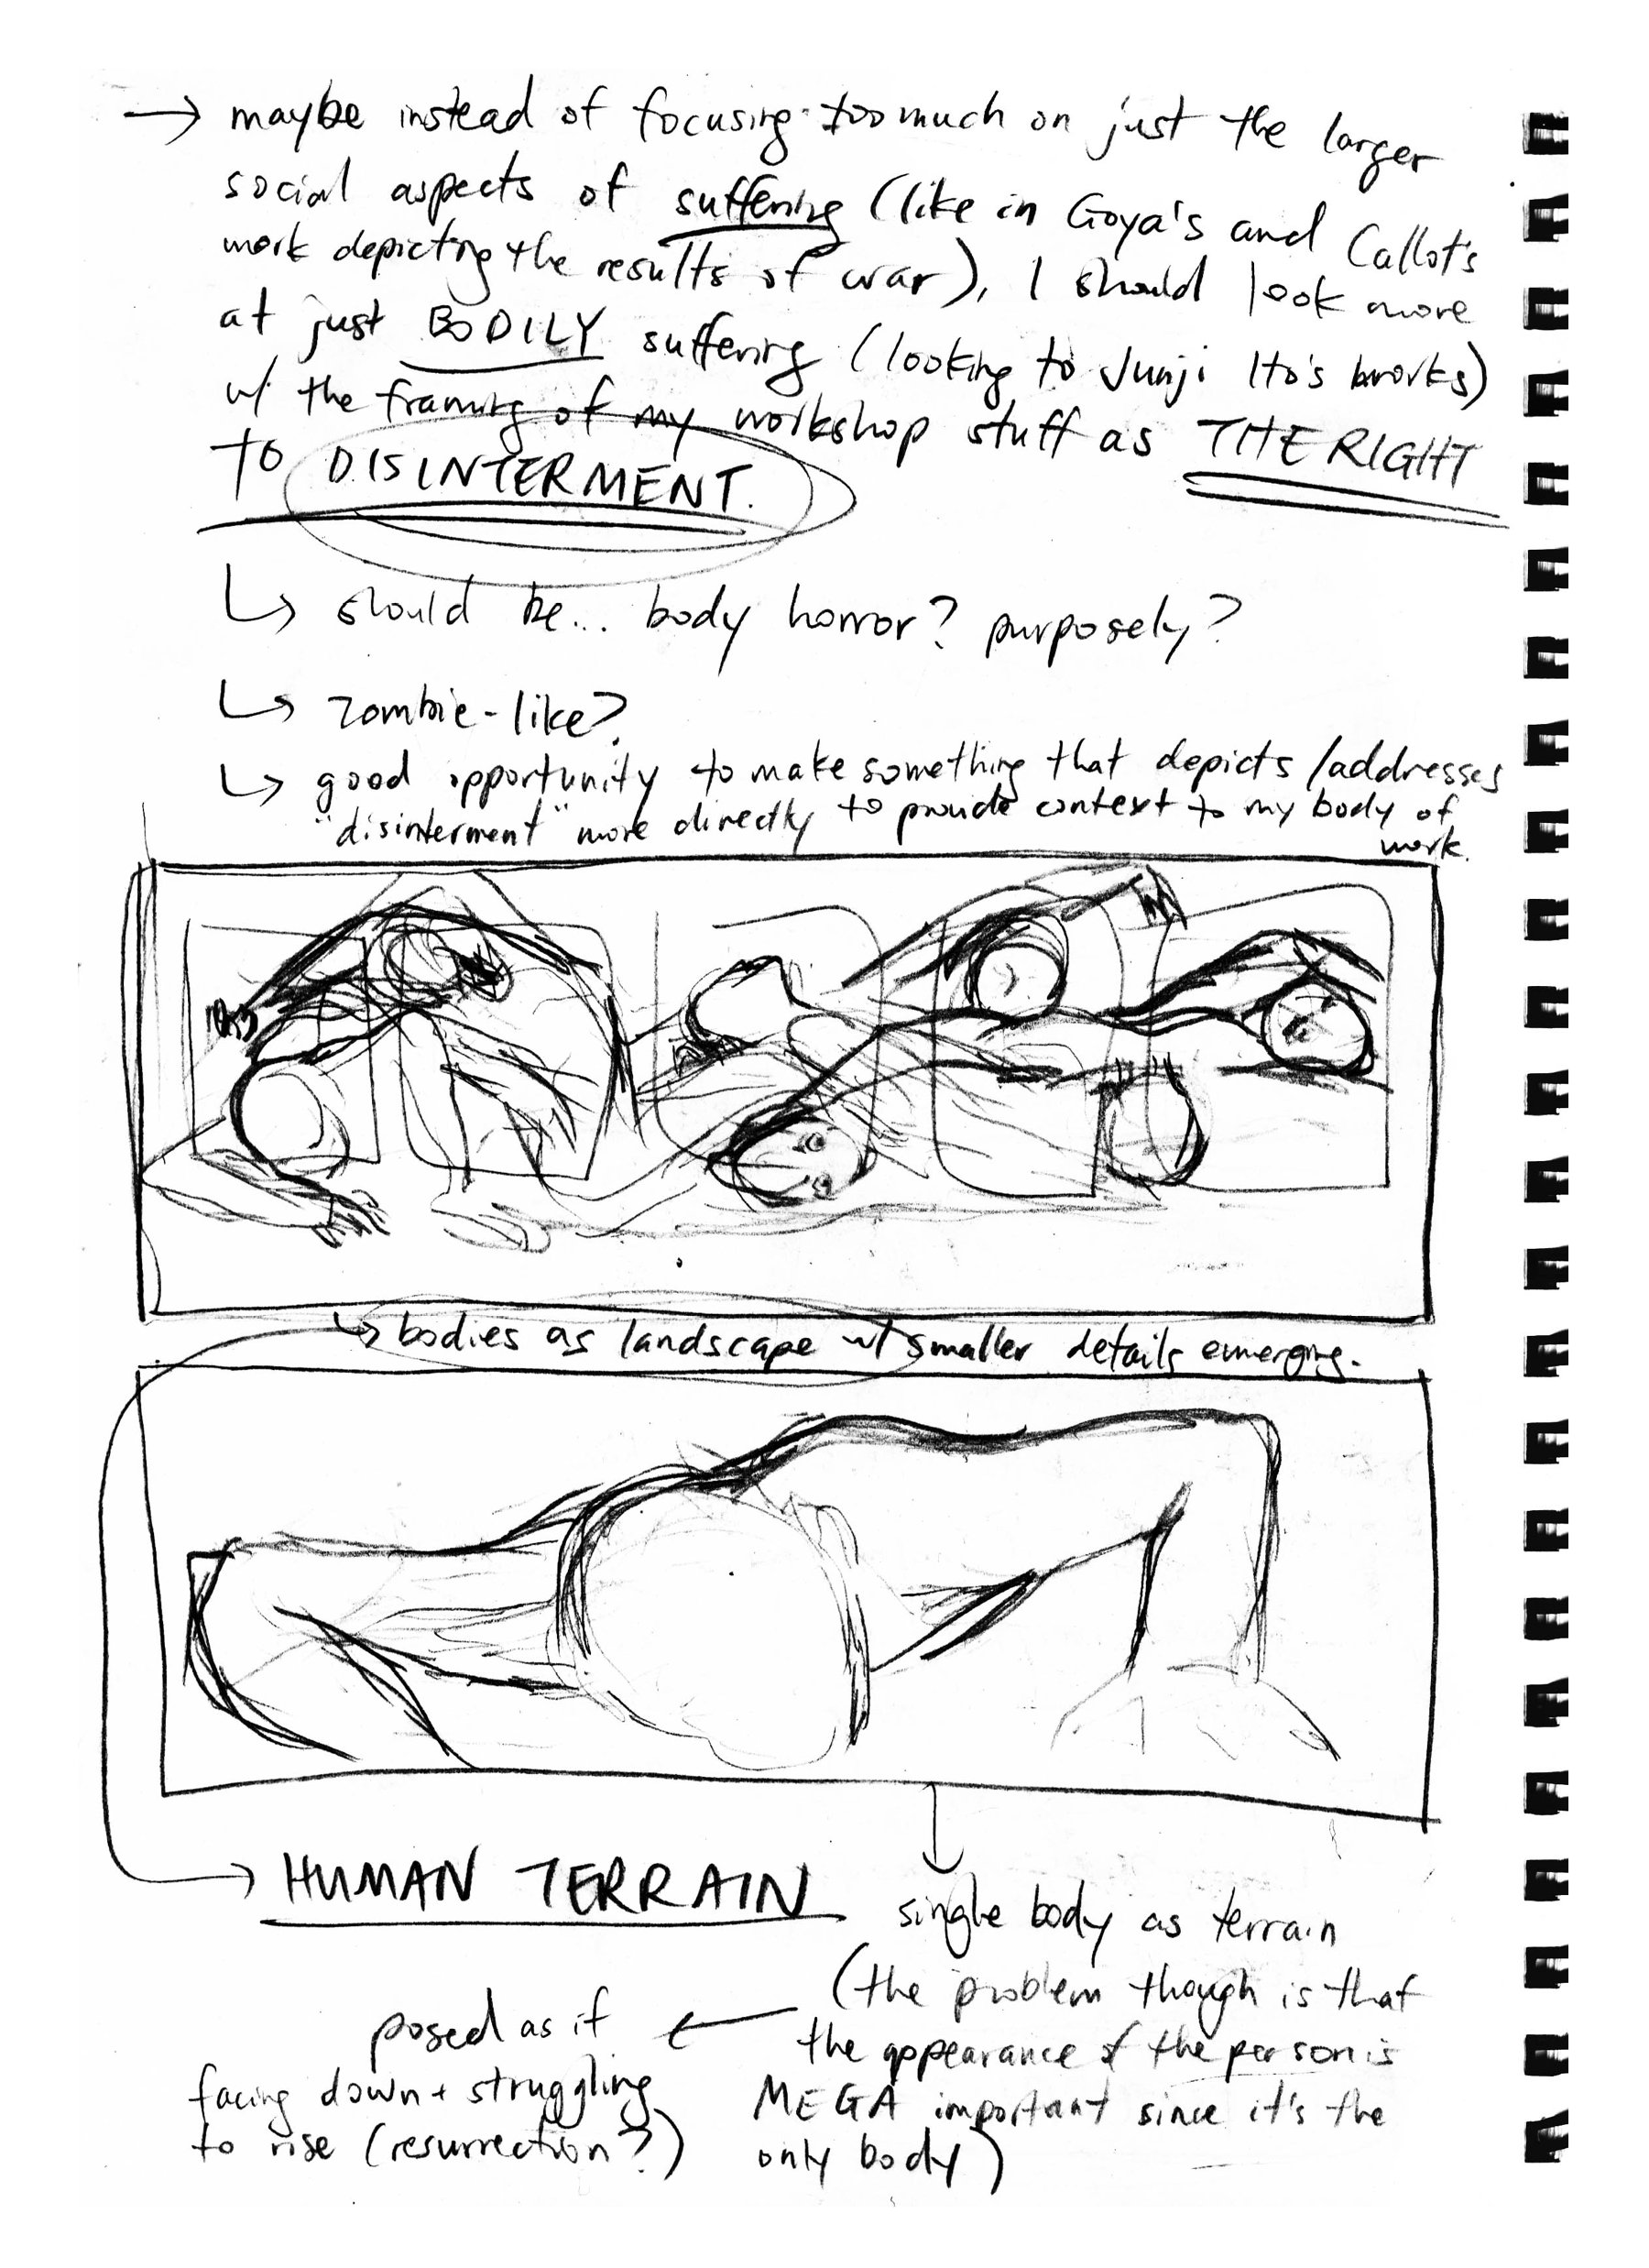 → maybe instead of focusing too much on just the larger
social aspects of suffering (like in Goya's and Callot's
work depicting the results of war), I should look more
at just BODILY suffering (looking to Junji Ito's works)
w/ the framing of my workshop stuff as THE RIGHT
TO DISINTERMENT.
↳ should be... body horror? purposely?
↳ zombie-like?
↳ good opportunity to make something that depicts/addresses
"disinterment" more directly to provide context to my body of
work.
↳ bodies as landscape w/ smaller details emerging.
→ HUMAN TERRAIN
single body as terrain
(the problem though is that
the appearance of the person is
MEGA important since it's the
only body)
posed as if
facing down + struggling
to rise (resurrection?)